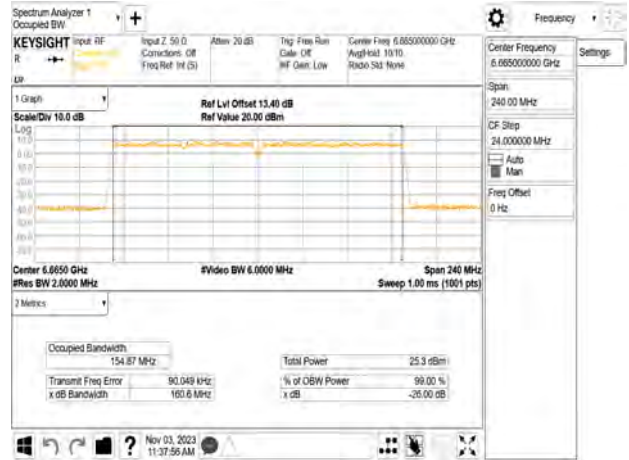 Spectrum Analyzer 1
Occupied BW
+
Frequency
KEYSIGHT
Input: RF
Input Z: 50 Ω
Corrections: Off
Freq Ref: Int (S)
Atten: 20 dB
Trig: Free Run
Gate: Off
#IF Gain: Low
Center Freq: 6.665000000 GHz
Avg|Hold: 10/10
Radio Std: None
R
LW
Center Frequency
6.665000000 GHz
Settings
Span
240.00 MHz
CF Step
24.000000 MHz
Auto
Man
Freq Offset
0 Hz
1 Graph
Scale/Div 10.0 dB
Ref Lvl Offset 13.40 dB
Ref Value 20.00 dBm
Log
Center 6.6650 GHz
#Res BW 2.0000 MHz
#Video BW 6.0000 MHz
Span 240 MHz
Sweep 1.00 ms (1001 pts)
2 Metrics
Occupied Bandwidth
154.87 MHz
Total Power
25.3 dBm
Transmit Freq Error
90.049 kHz
% of OBW Power
99.00 %
x dB Bandwidth
160.6 MHz
x dB
-26.00 dB
Nov 03, 2023
11:37:56 AM